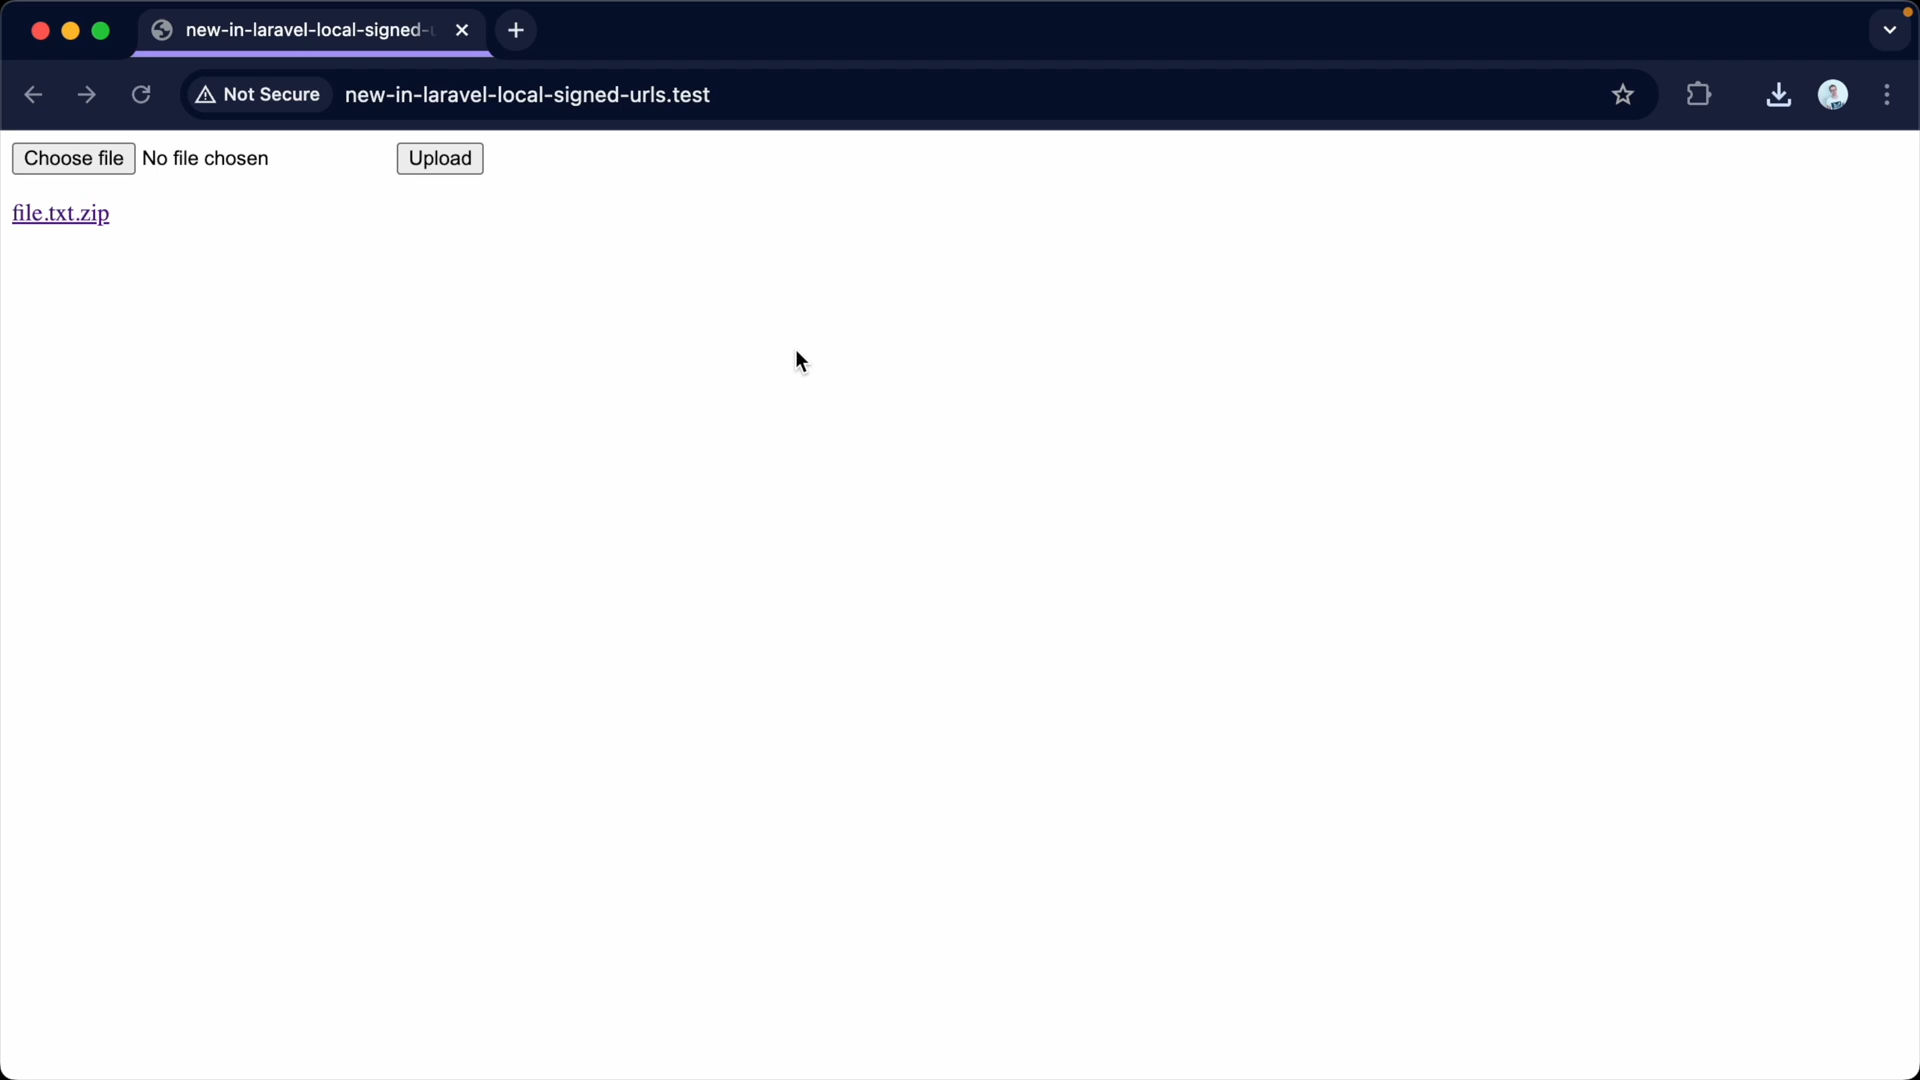 new-in-laravel-local-signed-u
Not Secure
new-in-laravel-local-signed-urls.test
Choose file No file chosen Upload
file.txt.zip